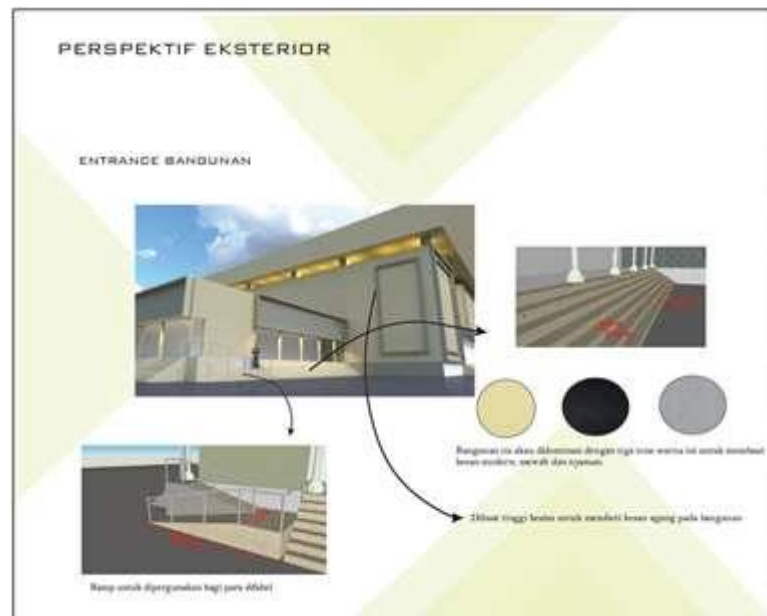 PERSPEKTIF EKSTERIOR
ENTRANCE BANGUNAN
Bangunan ini akan didominasi dengan tiga tone warna ini untuk membuat
kesan modern, mewah dan nyaman.
Dibuat tinggi keatas untuk memberi kesan agung pada bangunan
Ramp untuk dipergunakan bagi para difabel